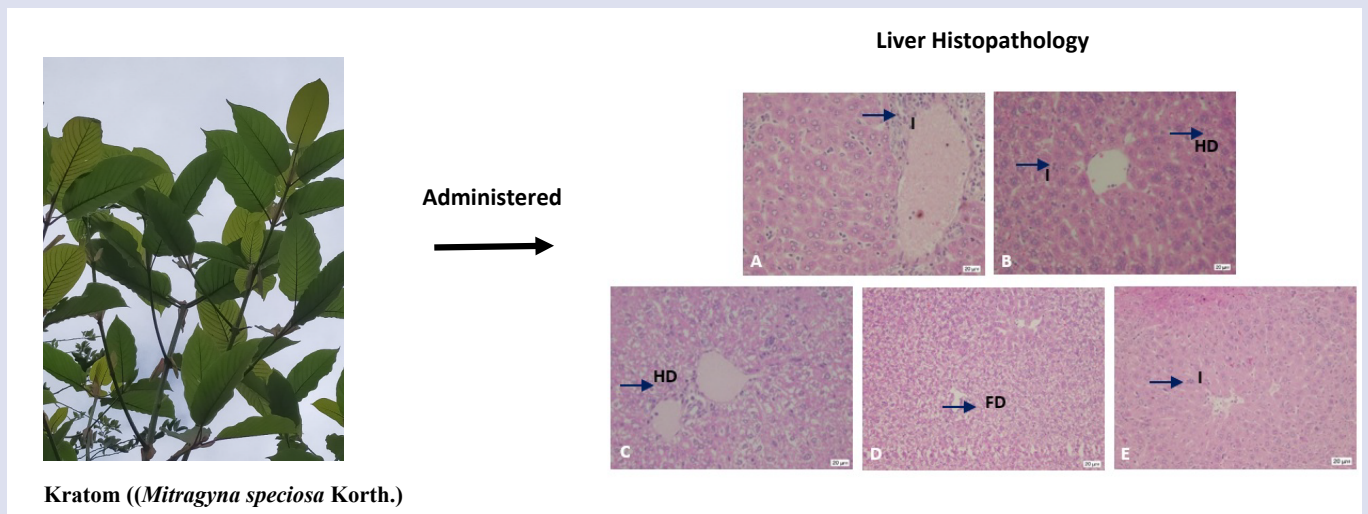 Liver Histopathology
Administered
I
A
20 µm
I
HD
B
20 µm
HD
C
20 µm
FD
D
20 µm
I
E
20 µm
Kratom ((Mitragyna speciosa Korth.)